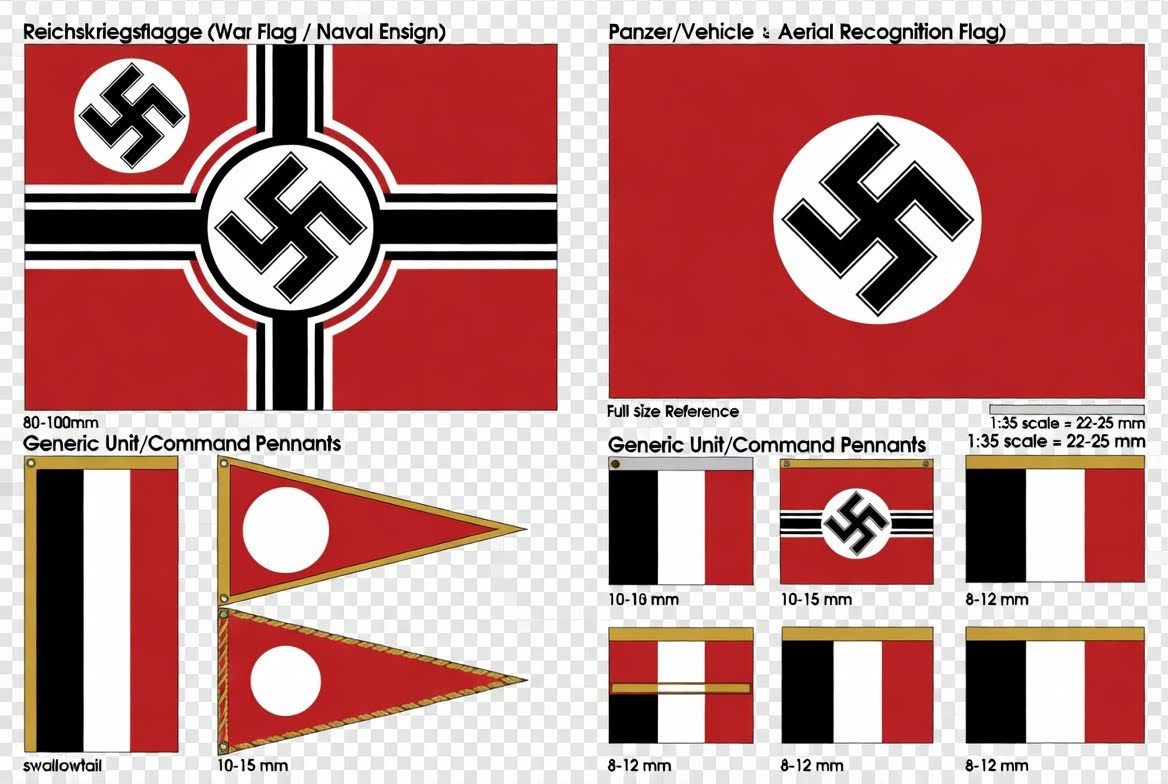 Reichskriegsflagge (War Flag / Naval Ensign)
Panzer/Vehicle & Aerial Recognition Flag)
80-100mm
Generic Unit/Command Pennants
Full size Reference
1:35 scale = 22-25 mm
Generic Unit/Command Pennants
1:35 scale = 22-25 mm
10-10 mm
10-15 mm
8-12 mm
swallowtail
10-15 mm
8-12 mm
8-12 mm
8-12 mm